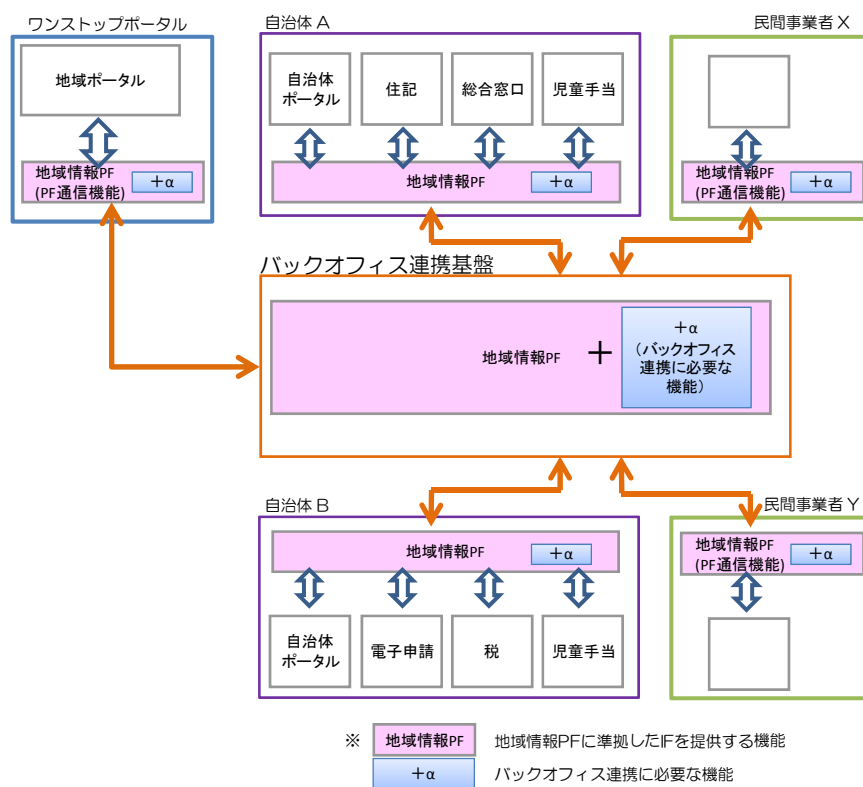 ワンストップポータル
自治体 A
民間事業者 X
地域ポータル
自治体
ポータル
住記
総合窓口
児童手当
地域情報PF
(PF通信機能)
+α
地域情報PF
+α
地域情報PF
(PF通信機能)
+α
バックオフィス連携基盤
地域情報PF
+
+α
(バックオフィス
連携に必要な
機能)
自治体 B
民間事業者 Y
地域情報PF
+α
地域情報PF
(PF通信機能)
+α
自治体
ポータル
電子申請
税
児童手当
※ 地域情報PF 地域情報PFに準拠したIFを提供する機能
+α バックオフィス連携に必要な機能